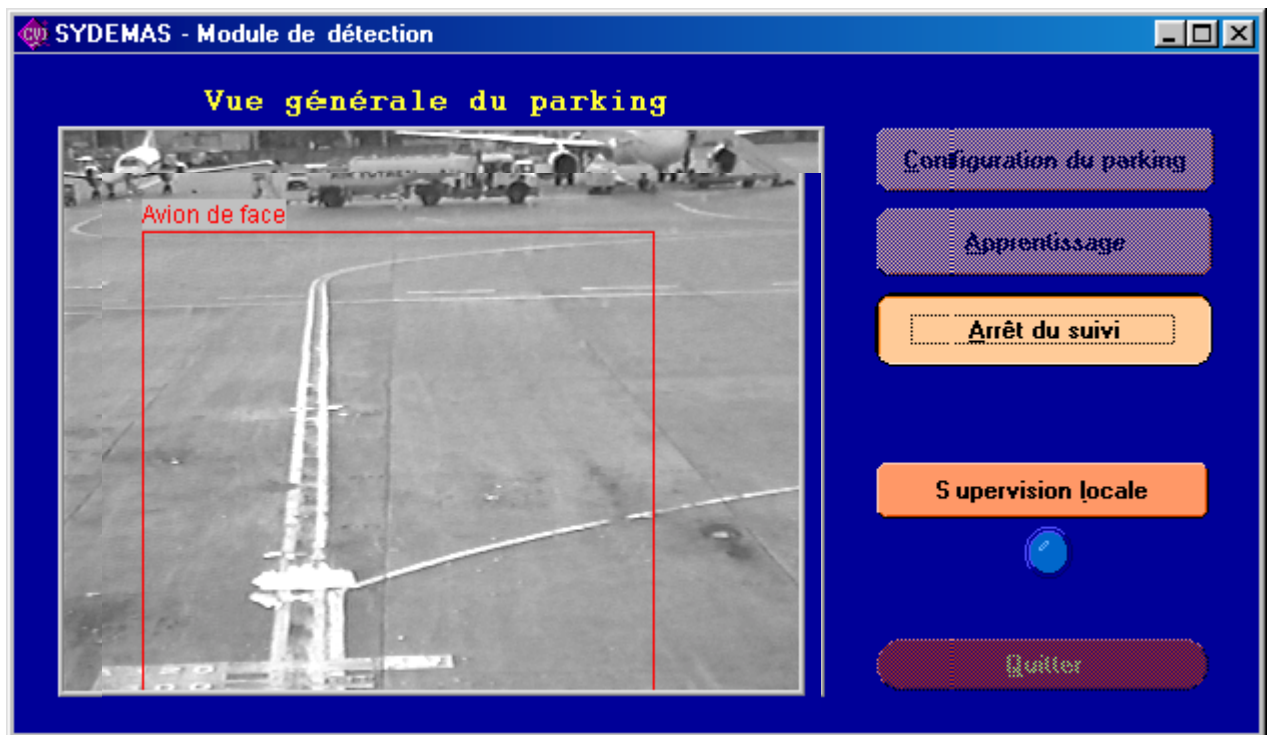 SYDEMAS - Module de détection
Vue générale du parking
Avion de face
Configuration du parking
Apprentissage
Arrêt du suivi
Supervision locale
Quitter